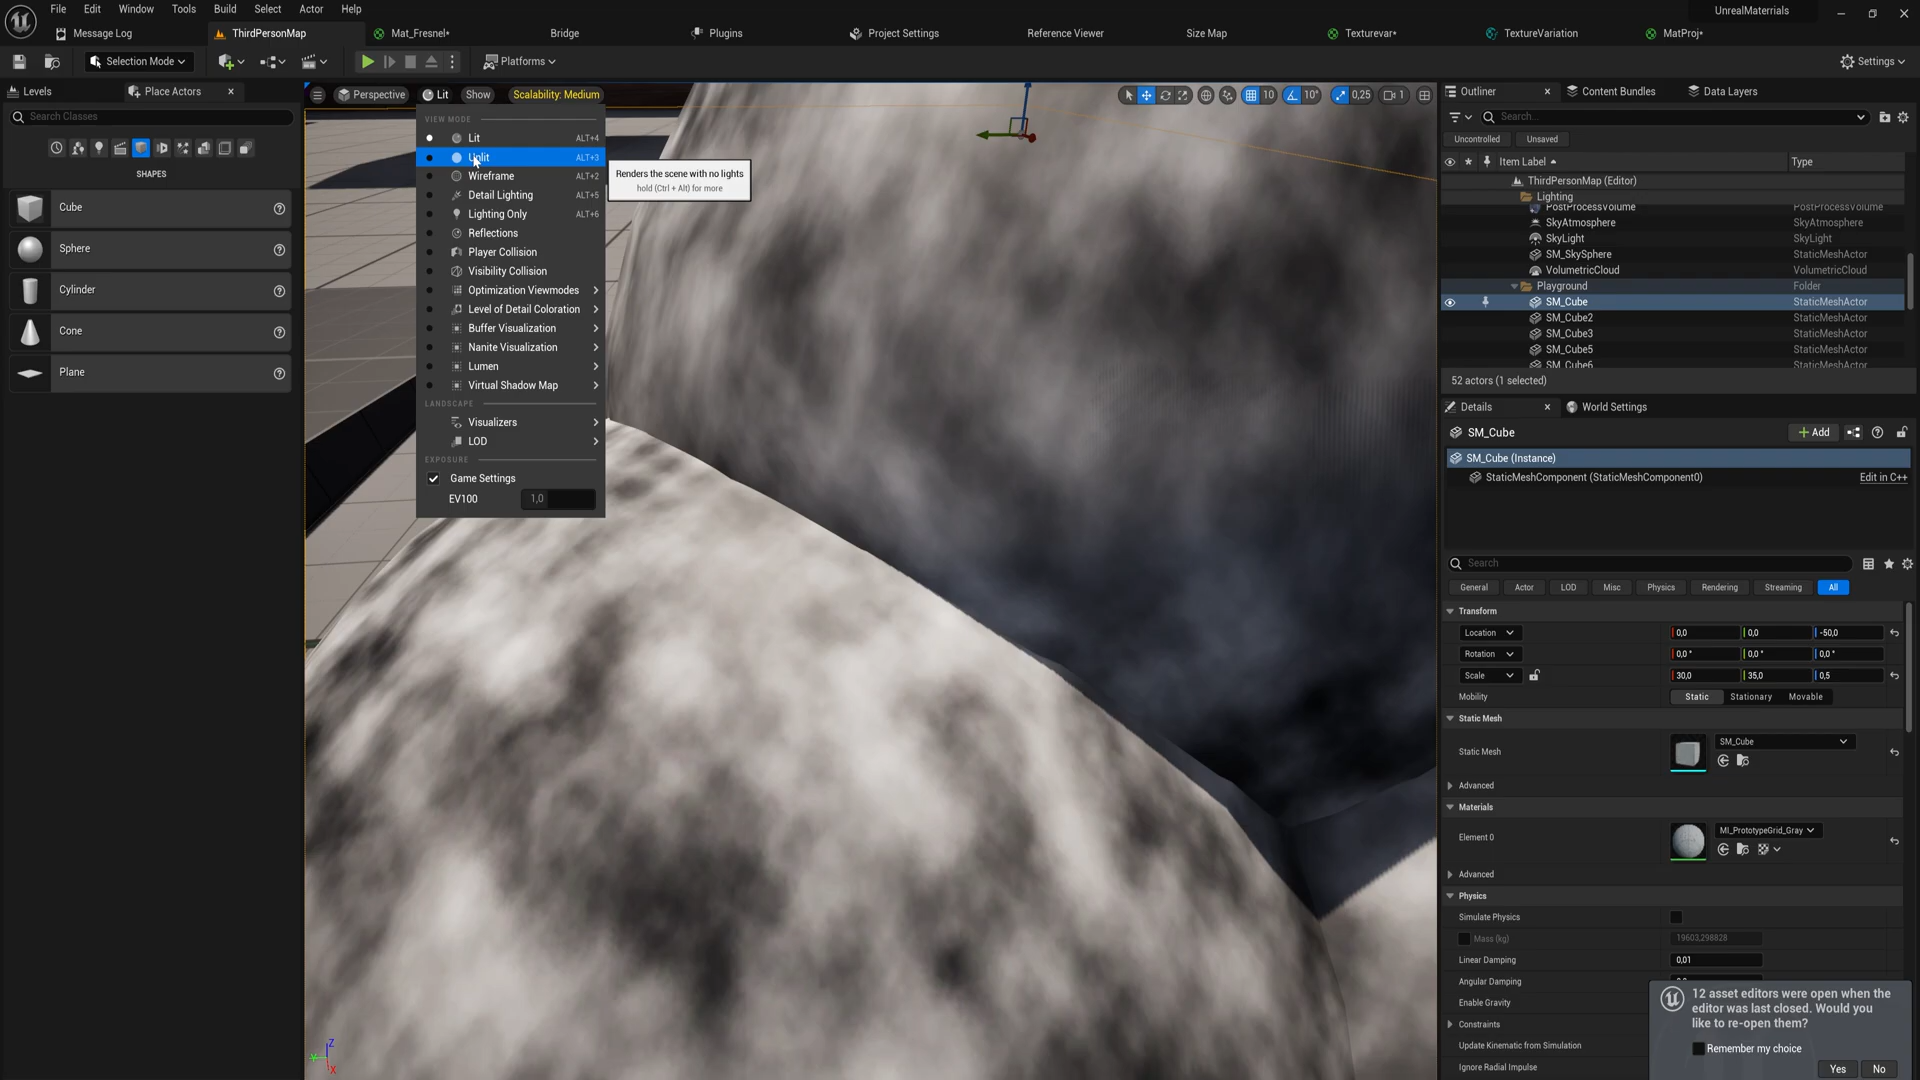 File Edit Window Tools Build Select Actor Help
UnrealMaterials
Message Log ThirdPersonMap Mat_Fresnel* Bridge Plugins Project Settings Reference Viewer Size Map Texturevar* TextureVariation MatProj*
Selection Mode Platforms Settings
Levels Place Actors
Search Classes
SHAPES
Cube
Sphere
Cylinder
Cone
Plane
Perspective Lit Show Scalability: Medium 10 10° 0,25 1
VIEW MODE
Lit ALT+4
Unlit ALT+3
Wireframe ALT+2
Detail Lighting ALT+5
Lighting Only ALT+6
Reflections
Player Collision
Visibility Collision
Optimization Viewmodes
Level of Detail Coloration
Buffer Visualization
Nanite Visualization
Lumen
Virtual Shadow Map
LANDSCAPE
Visualizers
LOD
EXPOSURE
Game Settings
EV100 1,0
Renders the scene with no lights
hold (Ctrl + Alt) for more
Z
Y
X
Outliner Content Bundles Data Layers
Search...
Uncontrolled Unsaved
Item Label Type
ThirdPersonMap (Editor)
Lighting
PostProcessVolume PostProcessVolume
SkyAtmosphere SkyAtmosphere
SkyLight SkyLight
SM_SkySphere StaticMeshActor
VolumetricCloud VolumetricCloud
Playground Folder
SM_Cube StaticMeshActor
SM_Cube2 StaticMeshActor
SM_Cube3 StaticMeshActor
SM_Cube5 StaticMeshActor
SM_Cube6 StaticMeshActor
52 actors (1 selected)
Details World Settings
SM_Cube Add
SM_Cube (Instance)
StaticMeshComponent (StaticMeshComponent0) Edit in C++
Search
General Actor LOD Misc Physics Rendering Streaming All
Transform
Location 0,0 0,0 -50,0
Rotation 0,0 ° 0,0 ° 0,0 °
Scale 30,0 35,0 0,5
Mobility Static Stationary Movable
Static Mesh
Static Mesh SM_Cube
Advanced
Materials
Element 0 MI_PrototypeGrid_Gray
Advanced
Physics
Simulate Physics
Mass (kg) 19603,298828
Linear Damping 0,01
Angular Damping
Enable Gravity
Constraints
Update Kinematic from Simulation
Ignore Radial Impulse
12 asset editors were open when the
editor was last closed. Would you
like to re-open them?
Remember my choice
Yes No